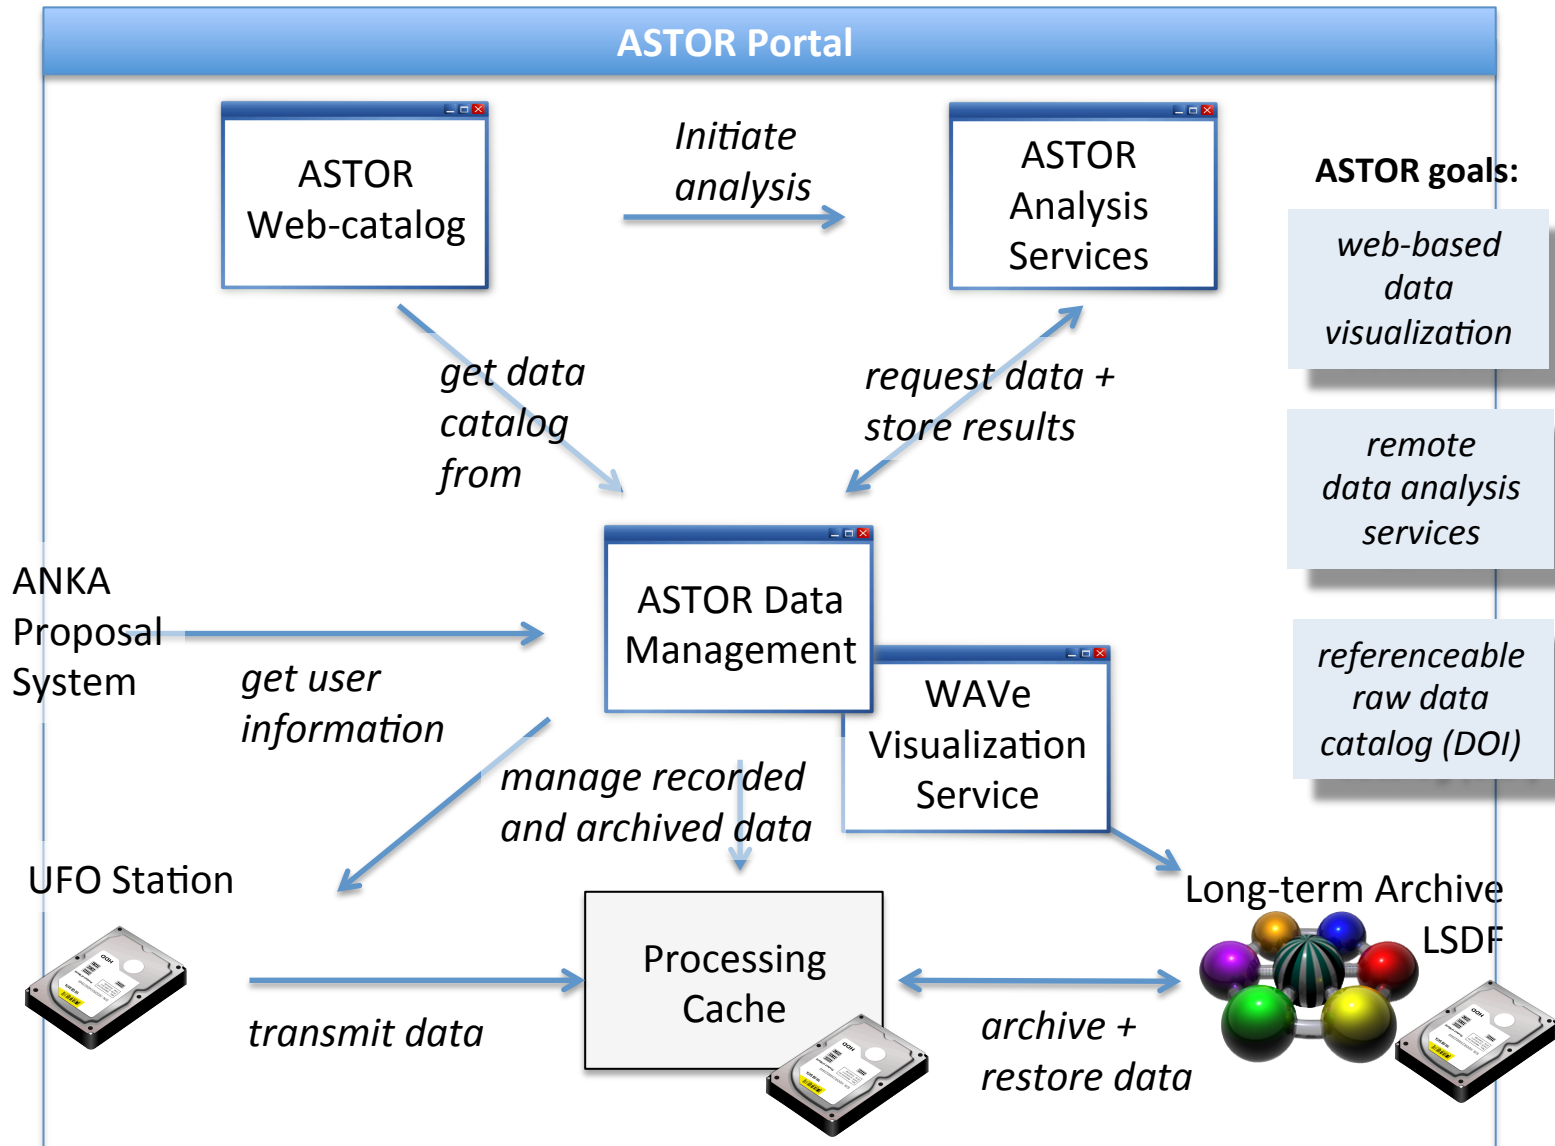 ASTOR Portal
ASTOR
Web-catalog
Initiate
analysis
ASTOR
Analysis
Services
ASTOR goals:
web-based
data
visualization
get data
catalog
from
request data +
store results
remote
data analysis
services
ANKA
Proposal
System
get user
information
ASTOR Data
Management
WAVe
Visualization
Service
referenceable
raw data
catalog (DOI)
manage recorded
and archived data
UFO Station
transmit data
Processing
Cache
archive +
restore data
Long-term Archive
LSDF
HDD
HDD
HDD